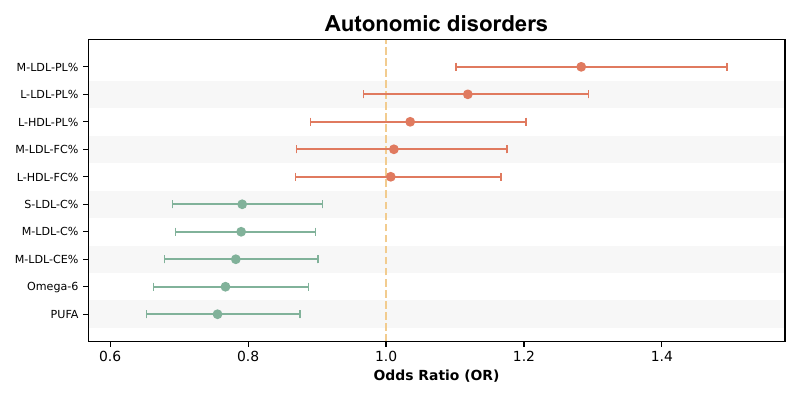 Autonomic disorders
M-LDL-PL%
L-LDL-PL%
L-HDL-PL%
M-LDL-FC%
L-HDL-FC%
S-LDL-C%
M-LDL-C%
M-LDL-CE%
Omega-6
PUFA
0.6 0.8 1.0 1.2 1.4
Odds Ratio (OR)